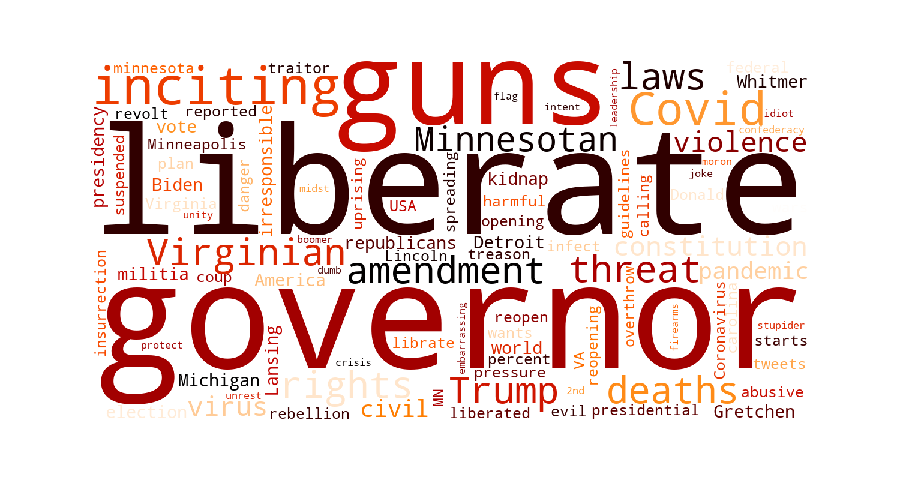 minnesota
traitor
guns
laws
federal
Whitmer
inciting
flag
intent
leadership
Covid
idiot
revolt
reported
presidency
suspended
vote
irresponsible
Minnesotan
confederacy
violence
Minneapolis
liberate
plan
danger
uprising
spreading
kidnap
guidelines
calling
moron
joke
Biden
midst
USA
harmful
Donald
Virginia
unity
opening
boomer
republicans
Detroit
infect
constitution
Virginian
Lincoln
treason
insurrection
militia
coup
America
dumb
amendment
threat
pandemic
governor
overthrow
Coronavirus
carolina
firearms
reopen
stupider
protect
Lansing
librate
embarrassing
wants
world
VA
reopening
starts
crisis
percent
pressure
tweets
Michigan
rights
Trump
2nd
deaths
abusive
unrest
MN
election
virus
rebellion
civil
liberated
evil
presidential
Gretchen